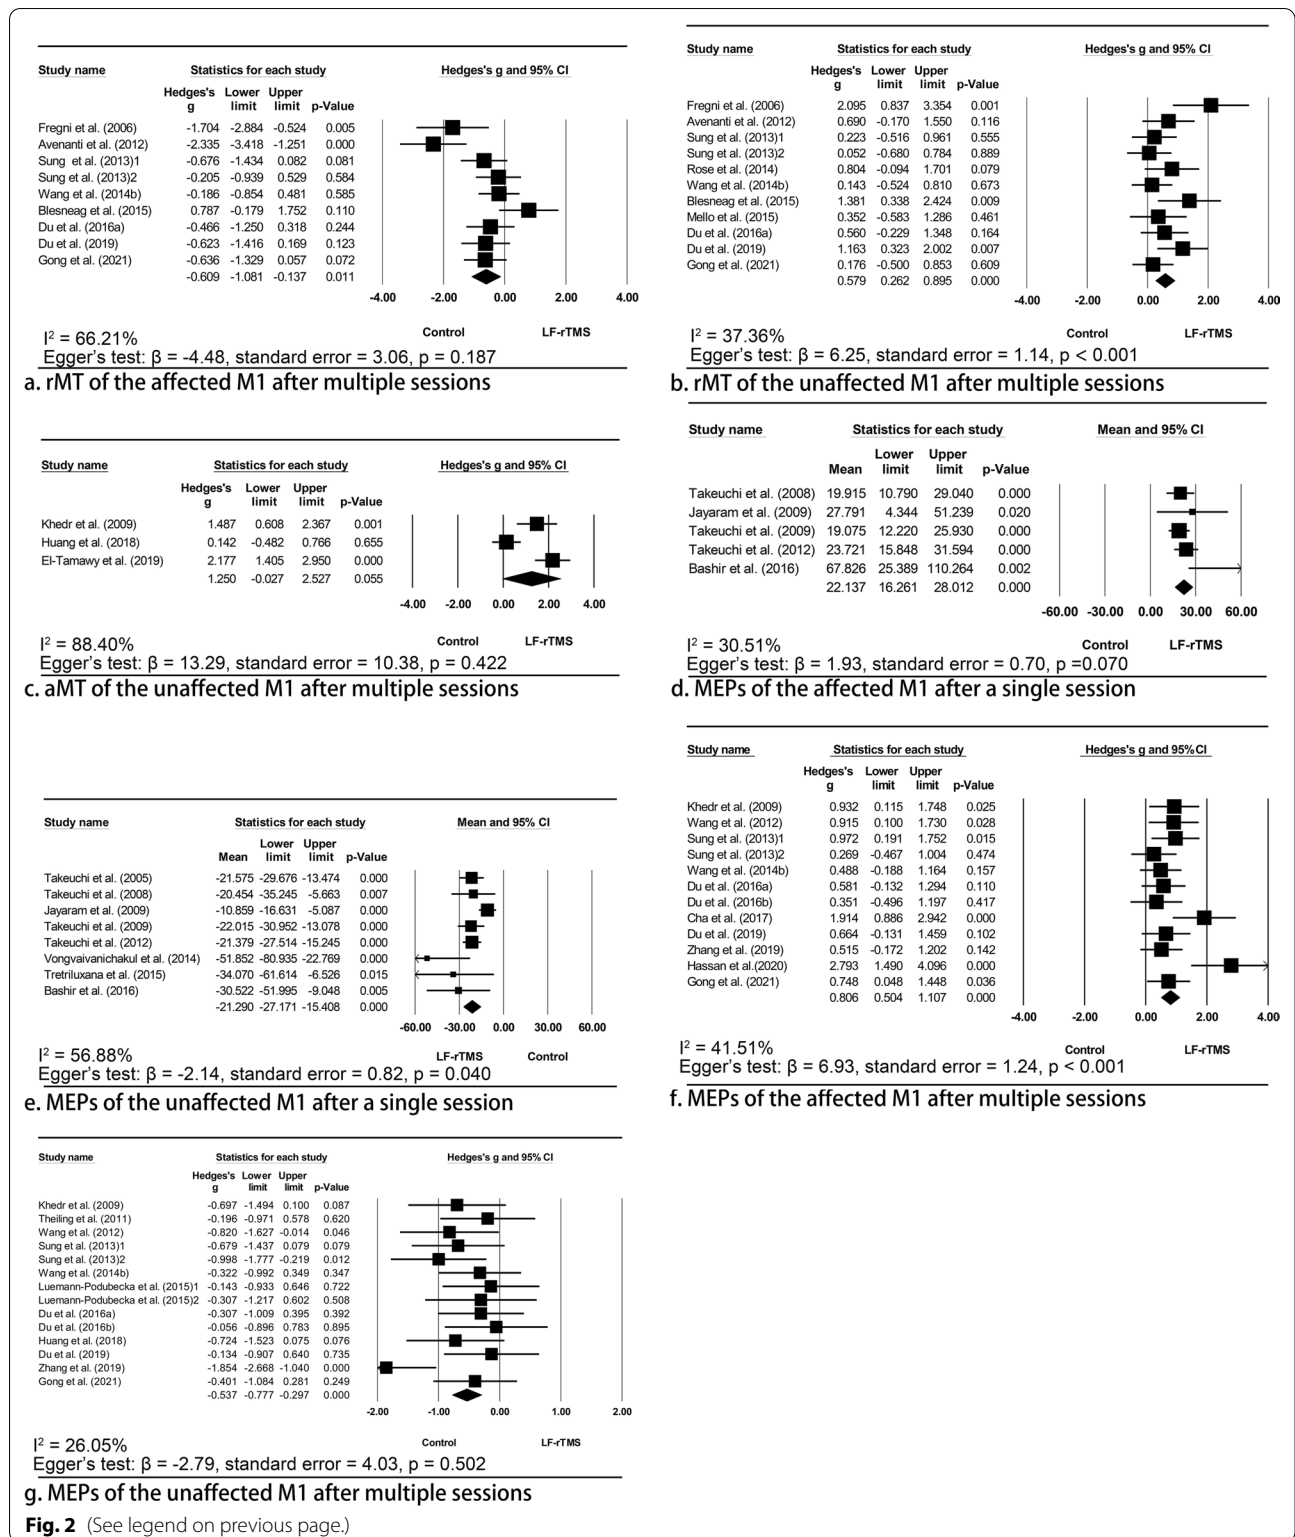 Study name Statistics for each study Hedges's g and 95% CI
Hedges's Lower Upper
g limit limit p-Value
Fregni et al. (2006) -1.704 -2.884 -0.524 0.005
Avenanti et al. (2012) -2.335 -3.418 -1.251 0.000
Sung et al. (2013)1 -0.676 -1.434 0.082 0.081
Sung et al. (2013)2 -0.205 -0.939 0.529 0.584
Wang et al. (2014b) -0.186 -0.854 0.481 0.585
Blesneag et al. (2015) 0.787 -0.179 1.752 0.110
Du et al. (2016a) -0.466 -1.250 0.318 0.244
Du et al. (2019) -0.623 -1.416 0.169 0.123
Gong et al. (2021) -0.636 -1.329 0.057 0.072
-0.609 -1.081 -0.137 0.011
-4.00 -2.00 0.00 2.00 4.00
Control LF-rTMS
I² = 66.21%
Egger's test: β = -4.48, standard error = 3.06, p = 0.187
a. rMT of the affected M1 after multiple sessions
Study name Statistics for each study Hedges's g and 95% CI
Hedges's Lower Upper
g limit limit p-Value
Fregni et al. (2006) 2.095 0.837 3.354 0.001
Avenanti et al. (2012) 0.690 -0.170 1.550 0.116
Sung et al. (2013)1 0.223 -0.516 0.961 0.555
Sung et al. (2013)2 0.052 -0.680 0.784 0.889
Rose et al. (2014) 0.804 -0.094 1.701 0.079
Wang et al. (2014b) 0.143 -0.524 0.810 0.673
Blesneag et al. (2015) 1.381 0.338 2.424 0.009
Mello et al. (2015) 0.352 -0.583 1.286 0.461
Du et al. (2016a) 0.560 -0.229 1.348 0.164
Du et al. (2019) 1.163 0.323 2.002 0.007
Gong et al. (2021) 0.176 -0.500 0.853 0.609
0.579 0.262 0.895 0.000
-4.00 -2.00 0.00 2.00 4.00
Control LF-rTMS
I² = 37.36%
Egger's test: β = 6.25, standard error = 1.14, p < 0.001
b. rMT of the unaffected M1 after multiple sessions
Study name Statistics for each study Hedges's g and 95% CI
Hedges's Lower Upper
g limit limit p-Value
Khedr et al. (2009) 1.487 0.608 2.367 0.001
Huang et al. (2018) 0.142 -0.482 0.766 0.655
El-Tamawy et al. (2019) 2.177 1.405 2.950 0.000
1.250 -0.027 2.527 0.055
-4.00 -2.00 0.00 2.00 4.00
Control LF-rTMS
I² = 88.40%
Egger's test: β = 13.29, standard error = 10.38, p = 0.422
c. aMT of the unaffected M1 after multiple sessions
Study name Statistics for each study Mean and 95% CI
Lower Upper
Mean limit limit p-Value
Takeuchi et al. (2008) 19.915 10.790 29.040 0.000
Jayaram et al. (2009) 27.791 4.344 51.239 0.020
Takeuchi et al. (2009) 19.075 12.220 25.930 0.000
Takeuchi et al. (2012) 23.721 15.848 31.594 0.000
Bashir et al. (2016) 67.826 25.389 110.264 0.002
22.137 16.261 28.012 0.000
-60.00 -30.00 0.00 30.00 60.00
Control LF-rTMS
I² = 30.51%
Egger's test: β = 1.93, standard error = 0.70, p =0.070
d. MEPs of the affected M1 after a single session
Study name Statistics for each study Mean and 95% CI
Lower Upper
Mean limit limit p-Value
Takeuchi et al. (2005) -21.575 -29.676 -13.474 0.000
Takeuchi et al. (2008) -20.454 -35.245 -5.663 0.007
Jayaram et al. (2009) -10.859 -16.631 -5.087 0.000
Takeuchi et al. (2009) -22.015 -30.952 -13.078 0.000
Takeuchi et al. (2012) -21.379 -27.514 -15.245 0.000
Vongvaivanichakul et al. (2014) -51.852 -80.935 -22.769 0.000
Tretriluxana et al. (2015) -34.070 -61.614 -6.526 0.015
Bashir et al. (2016) -30.522 -51.995 -9.048 0.005
-21.290 -27.171 -15.408 0.000
-60.00 -30.00 0.00 30.00 60.00
LF-rTMS Control
I² = 56.88%
Egger's test: β = -2.14, standard error = 0.82, p = 0.040
e. MEPs of the unaffected M1 after a single session
Study name Statistics for each study Hedges's g and 95%CI
Hedges's Lower Upper
g limit limit p-Value
Khedr et al. (2009) 0.932 0.115 1.748 0.025
Wang et al. (2012) 0.915 0.100 1.730 0.028
Sung et al. (2013)1 0.972 0.191 1.752 0.015
Sung et al. (2013)2 0.269 -0.467 1.004 0.474
Wang et al. (2014b) 0.488 -0.188 1.164 0.157
Du et al. (2016a) 0.581 -0.132 1.294 0.110
Du et al. (2016b) 0.351 -0.496 1.197 0.417
Cha et al. (2017) 1.914 0.886 2.942 0.000
Du et al. (2019) 0.664 -0.131 1.459 0.102
Zhang et al. (2019) 0.515 -0.172 1.202 0.142
Hassan et al.(2020) 2.793 1.490 4.096 0.000
Gong et al. (2021) 0.748 0.048 1.448 0.036
0.806 0.504 1.107 0.000
-4.00 -2.00 0.00 2.00 4.00
Control LF-rTMS
I² = 41.51%
Egger's test: β = 6.93, standard error = 1.24, p < 0.001
f. MEPs of the affected M1 after multiple sessions
Study name Statistics for each study Hedges's g and 95% CI
Hedges's Lower Upper
g limit limit p-Value
Khedr et al. (2009) -0.697 -1.494 0.100 0.087
Theiling et al. (2011) -0.196 -0.971 0.578 0.620
Wang et al. (2012) -0.820 -1.627 -0.014 0.046
Sung et al. (2013)1 -0.679 -1.437 0.079 0.079
Sung et al. (2013)2 -0.998 -1.777 -0.219 0.012
Wang et al. (2014b) -0.322 -0.992 0.349 0.347
Luemann-Podubecka et al. (2015)1 -0.143 -0.933 0.646 0.722
Luemann-Podubecka et al. (2015)2 -0.307 -1.217 0.602 0.508
Du et al. (2016a) -0.307 -1.009 0.395 0.392
Du et al. (2016b) -0.056 -0.896 0.783 0.895
Huang et al. (2018) -0.724 -1.523 0.075 0.076
Du et al. (2019) -0.134 -0.907 0.640 0.735
Zhang et al. (2019) -1.854 -2.668 -1.040 0.000
Gong et al. (2021) -0.401 -1.084 0.281 0.249
-0.537 -0.777 -0.297 0.000
-2.00 -1.00 0.00 1.00 2.00
Control LF-rTMS
I² = 26.05%
Egger's test: β = -2.79, standard error = 4.03, p = 0.502
g. MEPs of the unaffected M1 after multiple sessions
Fig. 2 (See legend on previous page.)